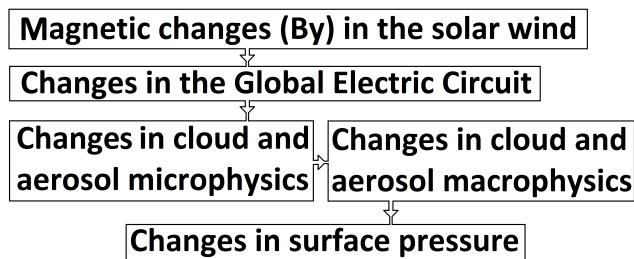 Magnetic changes (By) in the solar wind
Changes in the Global Electric Circuit
Changes in cloud and
aerosol microphysics
Changes in cloud and
aerosol macrophysics
Changes in surface pressure